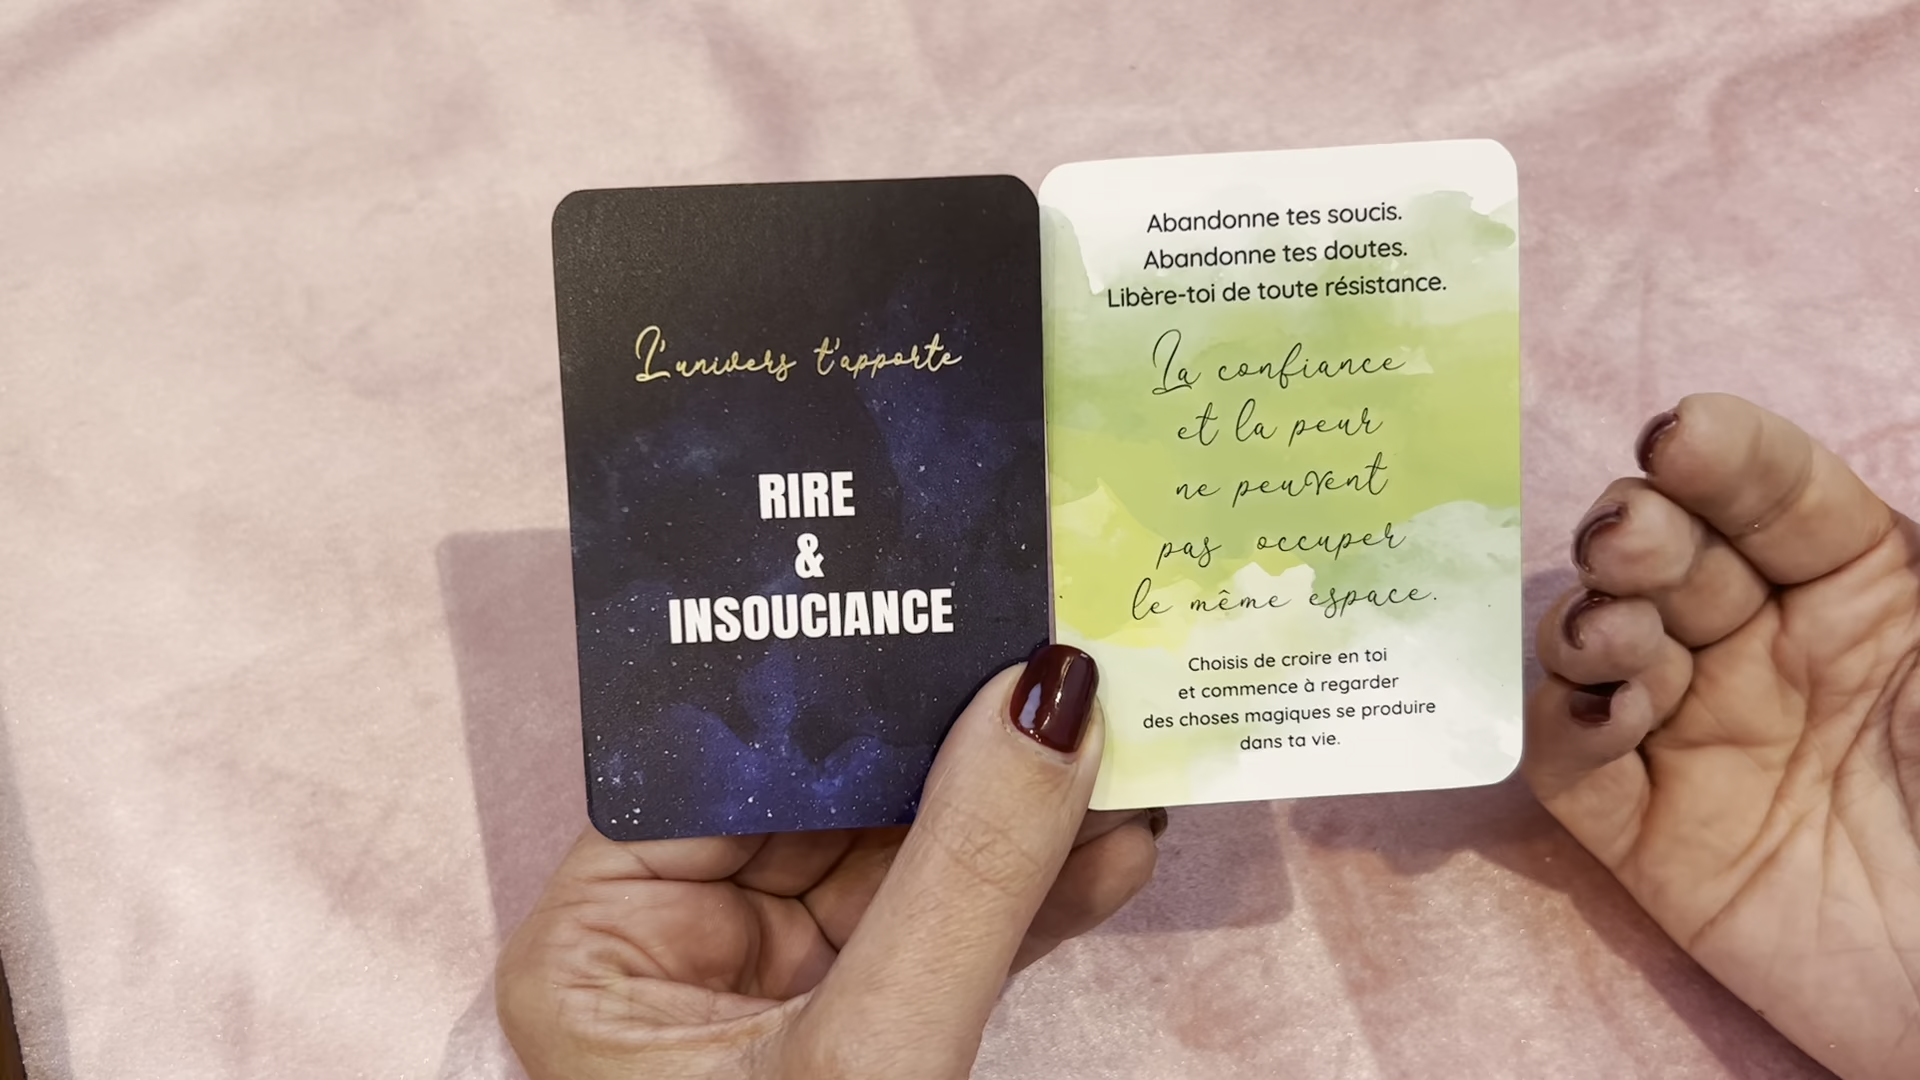 L'univers t'apporte
RIRE
&
INSOUCIANCE
Abandonne tes soucis.
Abandonne tes doutes.
Libère-toi de toute résistance.
La confiance
et la peur
ne peuvent
pas occuper
le même espace.
Choisis de croire en toi
et commence à regarder
des choses magiques se produire
dans ta vie.